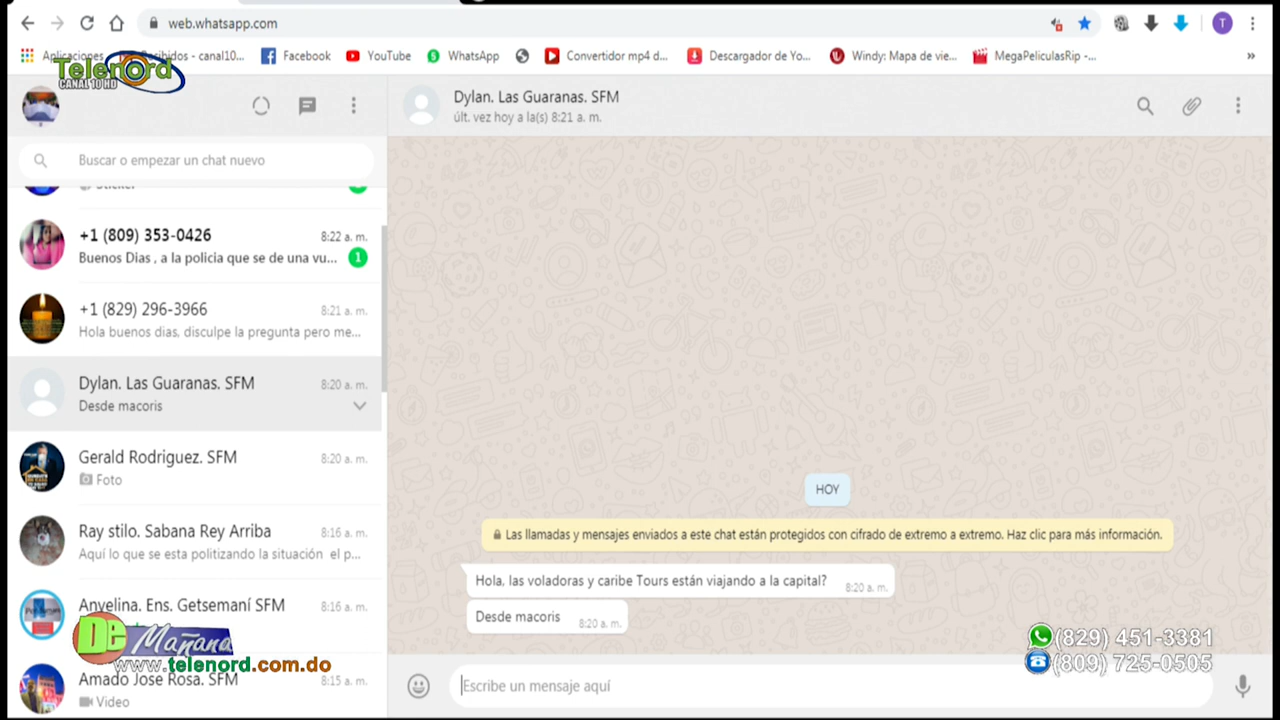 web.whatsapp.com
T
Aplicaciones
Recibidos - canal10...
Facebook
YouTube
WhatsApp
Convertidor mp4 d...
Descargador de Yo...
Windy: Mapa de vie...
MegaPeliculasRip -...
»
Telenord
CANAL 10 HD
Buscar o empezar un chat nuevo
Sticker
+1 (809) 353-0426
8:22 a. m.
Buenos Dias , a la policia que se de una vu...
1
+1 (829) 296-3966
8:21 a. m.
Hola buenos dias, disculpe la pregunta pero me...
Dylan. Las Guaranas. SFM
8:20 a. m.
Desde macoris
Gerald Rodriguez. SFM
8:20 a. m.
Foto
Ray stilo. Sabana Rey Arriba
8:16 a. m.
Aquí lo que se esta politizando la situación el p...
Anyelina. Ens. Getsemaní SFM
8:16 a. m.
De Mañana
www.telenord.com.do
Amado Jose Rosa. SFM
8:15 a. m.
Video
Dylan. Las Guaranas. SFM
últ. vez hoy a la(s) 8:21 a. m.
HOY
Las llamadas y mensajes enviados a este chat están protegidos con cifrado de extremo a extremo. Haz clic para más información.
Hola, las voladoras y caribe Tours están viajando a la capital?
8:20 a. m.
Desde macoris
8:20 a. m.
(829) 451-3381
(809) 725-0505
Escribe un mensaje aquí